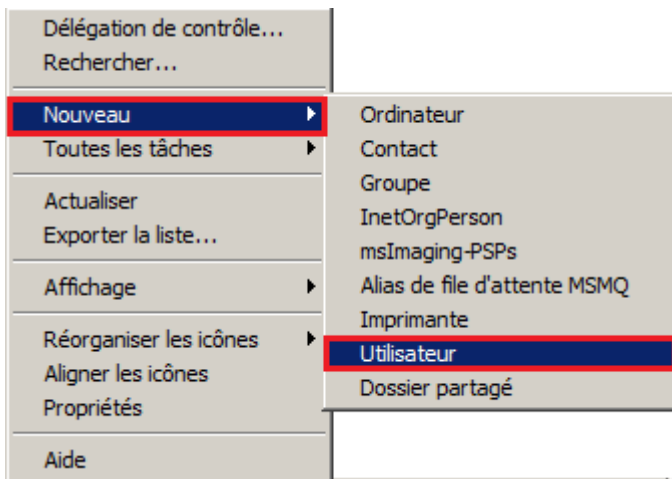 Délégation de contrôle...
Rechercher...
Nouveau
Toutes les tâches
Actualiser
Exporter la liste...
Affichage
Réorganiser les icônes
Aligner les icônes
Propriétés
Aide
Ordinateur
Contact
Groupe
InetOrgPerson
msImaging-PSPs
Alias de file d'attente MSMQ
Imprimante
Utilisateur
Dossier partagé